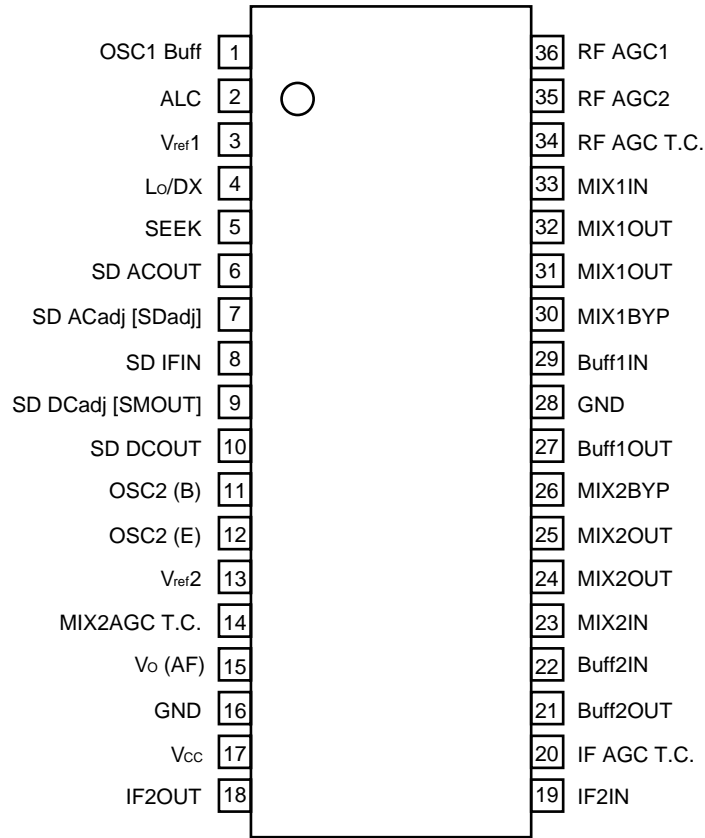 OSC1 Buff 1 36 RF AGC1
ALC 2 35 RF AGC2
Vref1 3 34 RF AGC T.C.
LO/DX 4 33 MIX1IN
SEEK 5 32 MIX1OUT
SD ACOUT 6 31 MIX1OUT
SD ACadj [SDadj] 7 30 MIX1BYP
SD IFIN 8 29 Buff1IN
SD DCadj [SMOUT] 9 28 GND
SD DCOUT 10 27 Buff1OUT
OSC2 (B) 11 26 MIX2BYP
OSC2 (E) 12 25 MIX2OUT
Vref2 13 24 MIX2OUT
MIX2AGC T.C. 14 23 MIX2IN
VO (AF) 15 22 Buff2IN
GND 16 21 Buff2OUT
VCC 17 20 IF AGC T.C.
IF2OUT 18 19 IF2IN